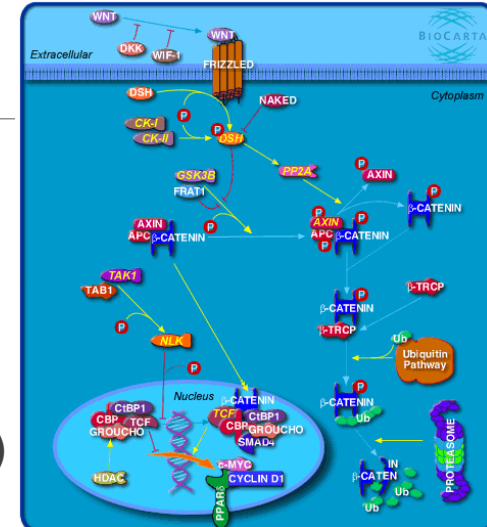 WNT
WNT
BIOCARTA
DKK
WIF-1
Extracellular
FRIZZLED
Cytoplasm
DSH
NAKED
P
CK-I
CK-II
P
DSH
P
PP2A
AXIN
GSK3B
FRAT1
P
P
AXIN
APC
β-CATENIN
P
AXIN
APC
P
P
β-CATENIN
P
β-CATENIN
TAK1
TAB1
P
β-CATENIN
β-TRCP
β-TRCP
P
NLK
P
Ub
Ubiquitin
Pathway
Nucleus
P
β-CATENIN
Ub
CtBP1
CBP
TCF
GROUCHO
β-CATENIN
TCF
CtBP1
CBP
GROUCHO
SMAD4
HDAC
c-MYC
CYCLIN D1
PPARδ
IN
β-CATEN
Ub
Ub
PROTEASOME